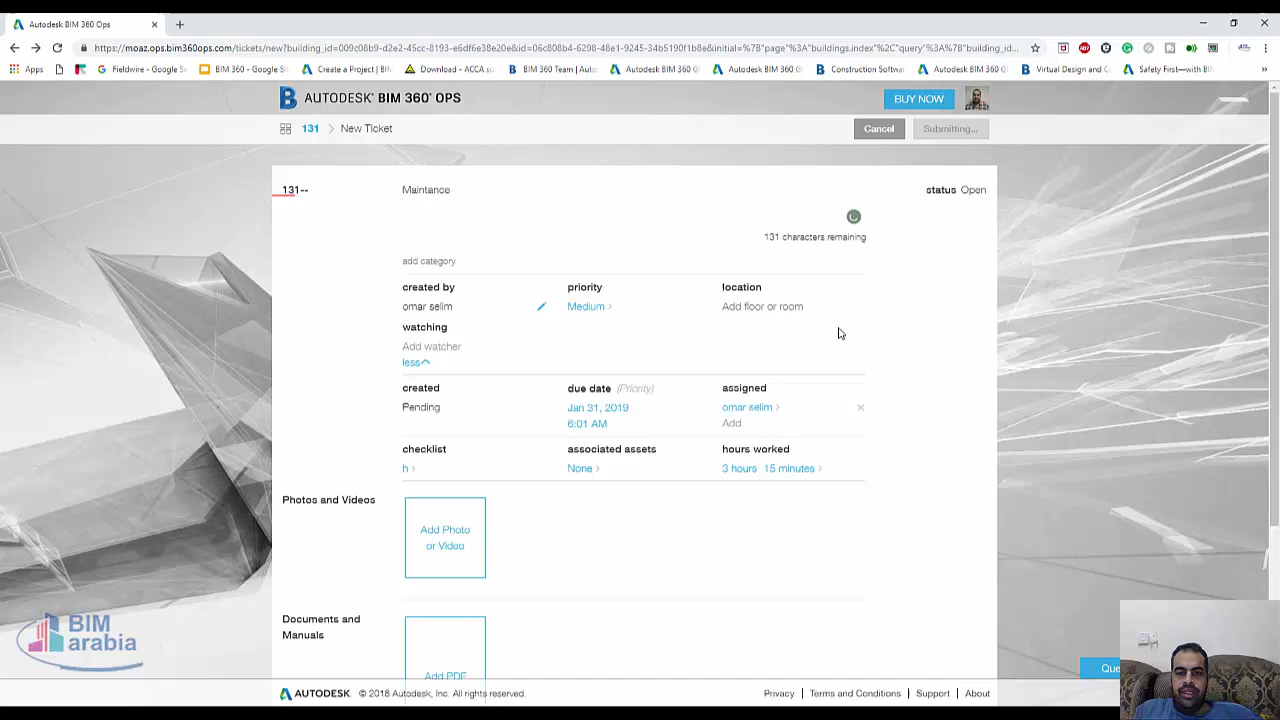 Autodesk BIM 360 Ops
https://moaz.ops.bim360ops.com/tickets/new?building_id=009c08b9-d2e2-45cc-8193-e6df6e38e20e&id=06c808b4-6298-48e1-9245-34b5190f1b8e&initial="page"%3A"buildings.index"%2C"query"%3A%7B"building_id...
Apps
Fieldwire - Google S
BIM 360 - Google Sl
Create a Project | BIM
Download - ACCA so
BIM 360 Team | Auto
Autodesk BIM 360 G
Autodesk BIM 360 G
Construction Softwa
Autodesk BIM 360 G
Virtual Design and C
Safety First—with BI
AUTODESK® BIM 360® OPS
BUY NOW
131 > New Ticket
Cancel
Submitting...
131--
Maintance
status Open
131 characters remaining
add category
created by
priority
location
omar selim
Medium >
Add floor or room
watching
Add watcher
less
created
due date (Priority)
assigned
Pending
Jan 31, 2019
omar selim >
6:01 AM
Add
checklist
associated assets
hours worked
h >
None >
3 hours 15 minutes >
Photos and Videos
Add Photo
or Video
Documents and
Manuals
Add PDF
BIM
arabia
Que
AUTODESK. © 2018 Autodesk, Inc. All rights reserved.
Privacy | Terms and Conditions | Support | About